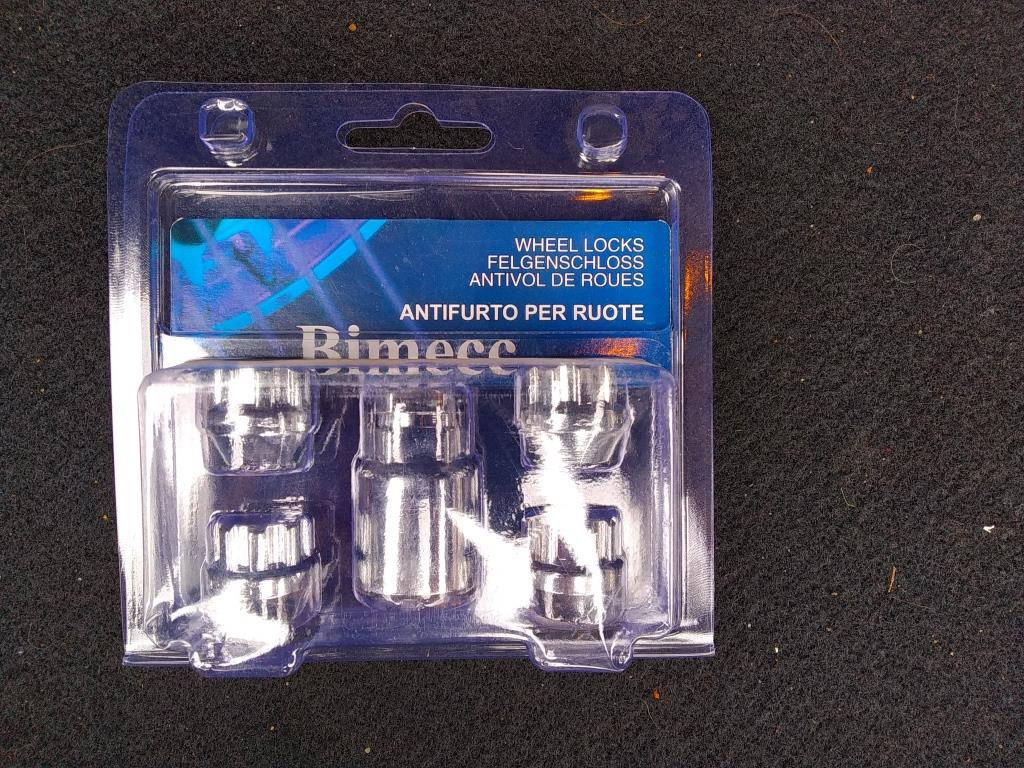 WHEEL LOCKS
FELGENSCHLOSS
ANTIVOL DE ROUES
ANTIFURTO PER RUOTE
Bimecc